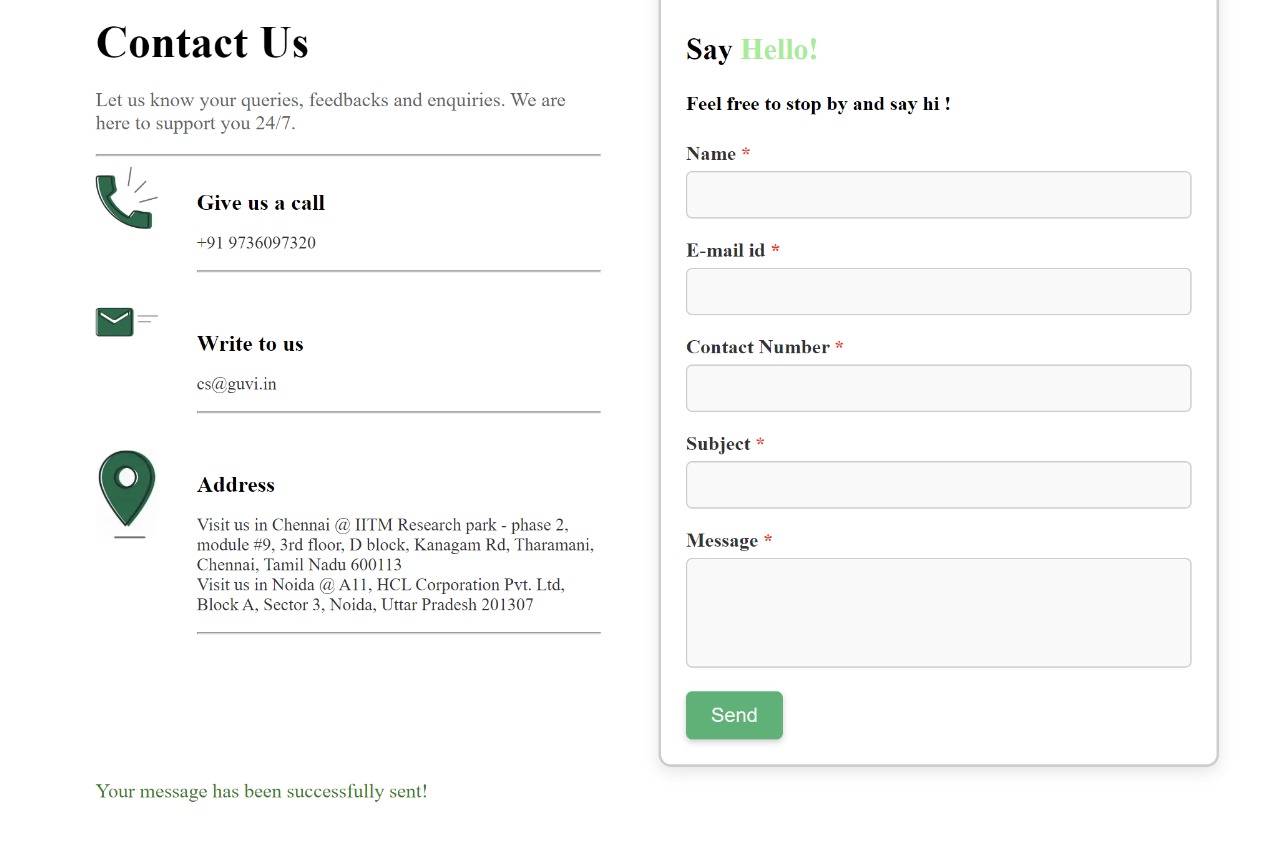 Contact Us
Let us know your queries, feedbacks and enquiries. We are
here to support you 24/7.
Give us a call
+91 9736097320
Write to us
cs@guvi.in
Address
Visit us in Chennai @ IITM Research park - phase 2,
module #9, 3rd floor, D block, Kanagam Rd, Tharamani,
Chennai, Tamil Nadu 600113
Visit us in Noida @ A11, HCL Corporation Pvt. Ltd,
Block A, Sector 3, Noida, Uttar Pradesh 201307
Say Hello!
Feel free to stop by and say hi !
Name *
E-mail id *
Contact Number *
Subject *
Message *
Send
Your message has been successfully sent!